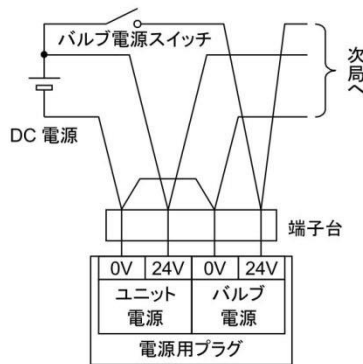 バルブ電源スイッチ
次局へ
DC 電源
端子台
0V 24V 0V 24V
ユニット電源
バルブ電源
電源用プラグ